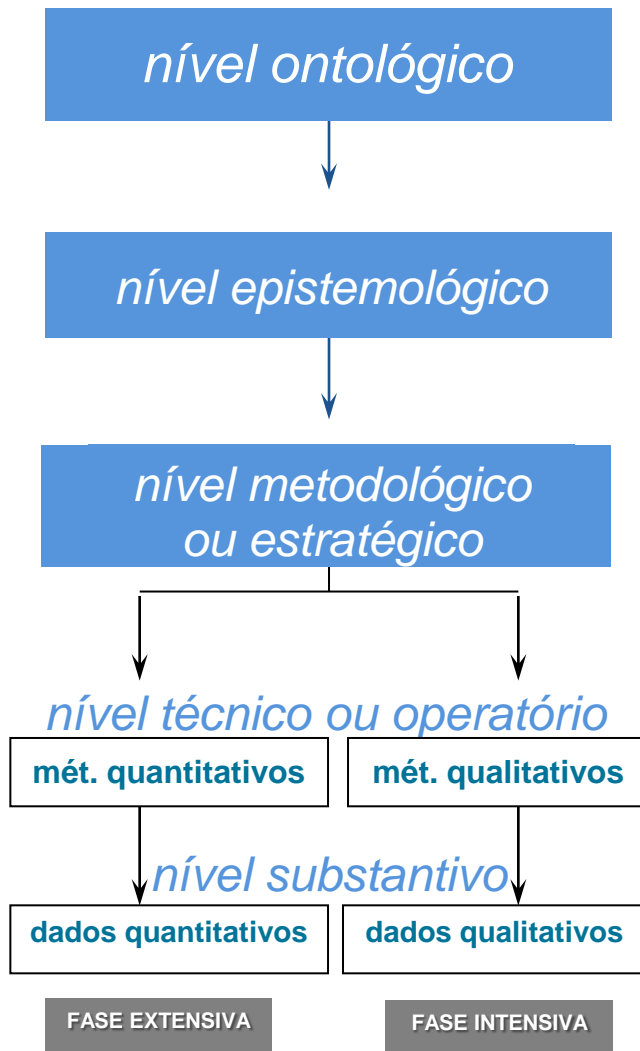 nível ontológico
nível epistemológico
nível metodológico
ou estratégico
nível técnico ou operatório
mét. quantitativos
mét. qualitativos
nível substantivo
dados quantitativos
dados qualitativos
FASE EXTENSIVA
FASE INTENSIVA